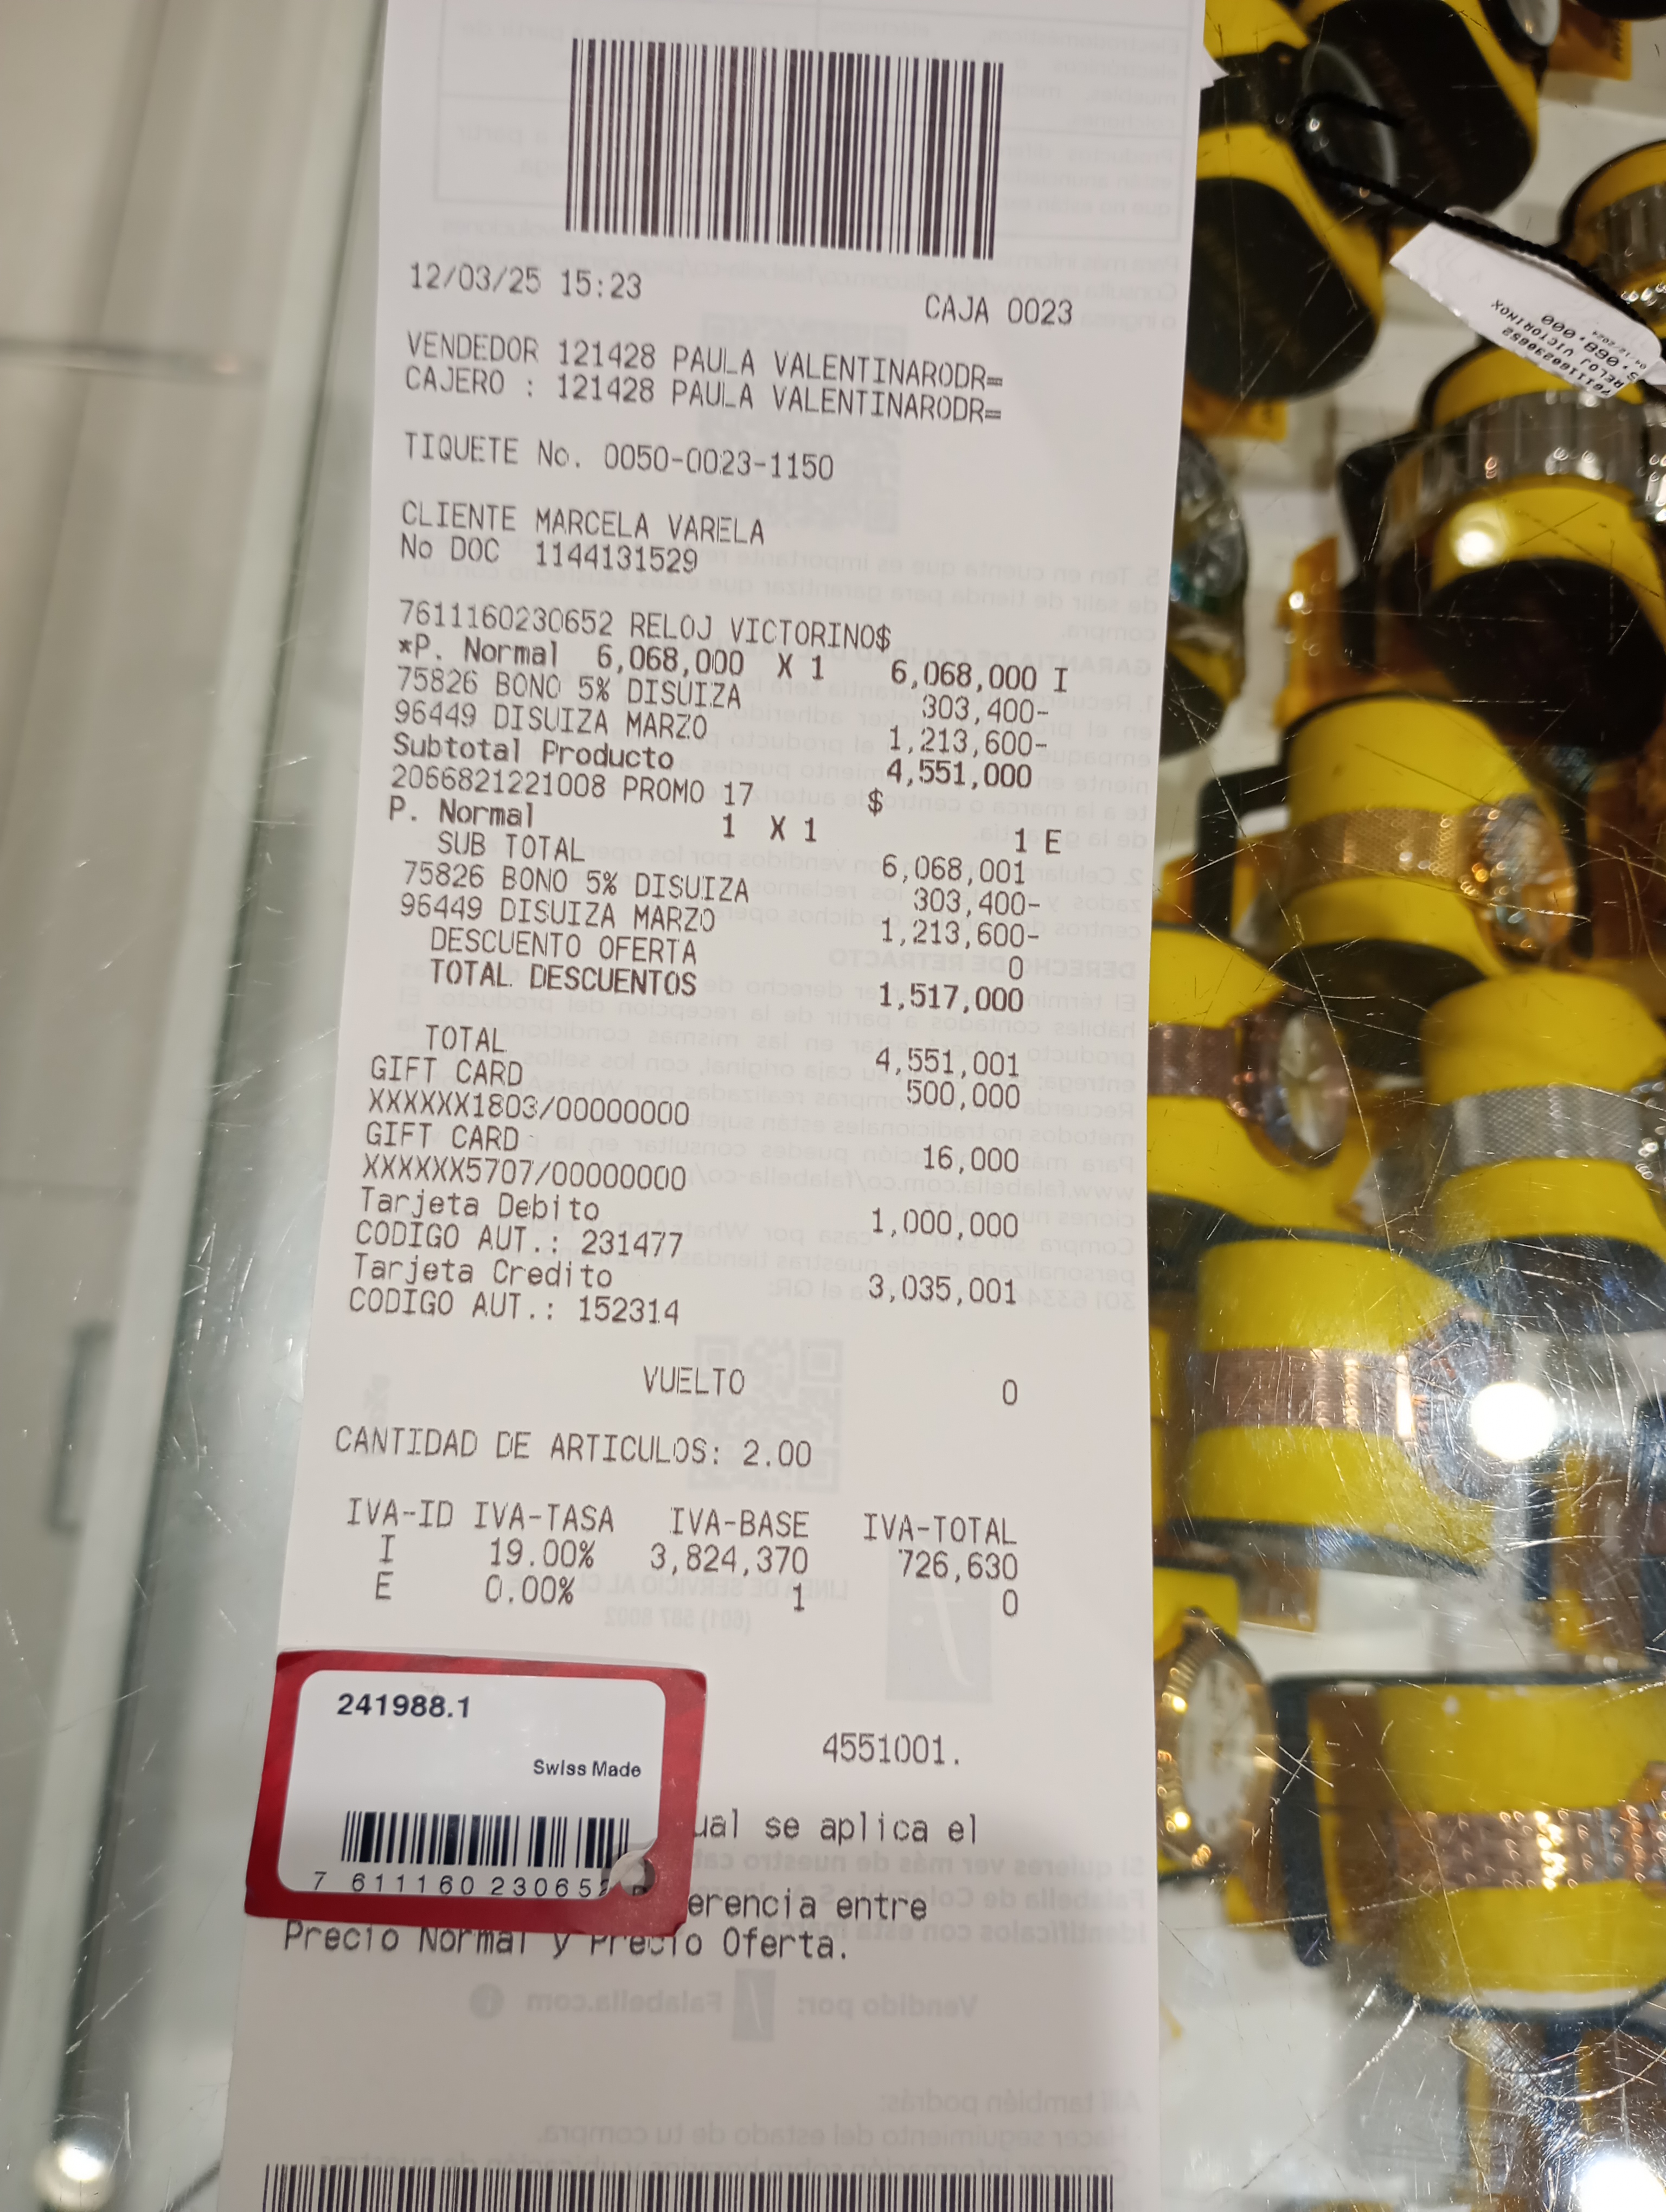 12/03/25 15:23 CAJA 0023
VENDEDOR 121428 PAULA VALENTINARODR=
CAJERO : 121428 PAULA VALENTINARODR=
TIQUETE No. 0050-0023-1150
CLIENTE MARCELA VARELA
No DOC 1144131529
7611160230652 RELOJ VICTORINO$
*P. Normal 6,068,000 X 1 6,068,000 I
75826 BONO 5% DISUIZA 303,400-
96449 DISUIZA MARZO 1,213,600-
Subtotal Producto 4,551,000
2066821221008 PROMO 17 $
P. Normal 1 X 1 1 E
SUB TOTAL 6,068,001
75826 BONO 5% DISUIZA 303,400-
96449 DISUIZA MARZO 1,213,600-
DESCUENTO OFERTA 0
TOTAL DESCUENTOS 1,517,000
TOTAL 4,551,001
GIFT CARD 500,000
XXXXXX1803/00000000
GIFT CARD 16,000
XXXXXX5707/00000000
Tarjeta Debito 1,000,000
CODIGO AUT.: 231477
Tarjeta Credito 3,035,001
CODIGO AUT.: 152314
VUELTO 0
CANTIDAD DE ARTICULOS: 2.00
IVA-ID IVA-TASA IVA-BASE IVA-TOTAL
I 19.00% 3,824,370 726,630
E 0.00% 1 0
241988.1
Swiss Made
7 611160 23065
4551001.
se aplica el
entre
Precio Normal y Precio Oferta.
7611160230652
RELOJ VICTORINOX